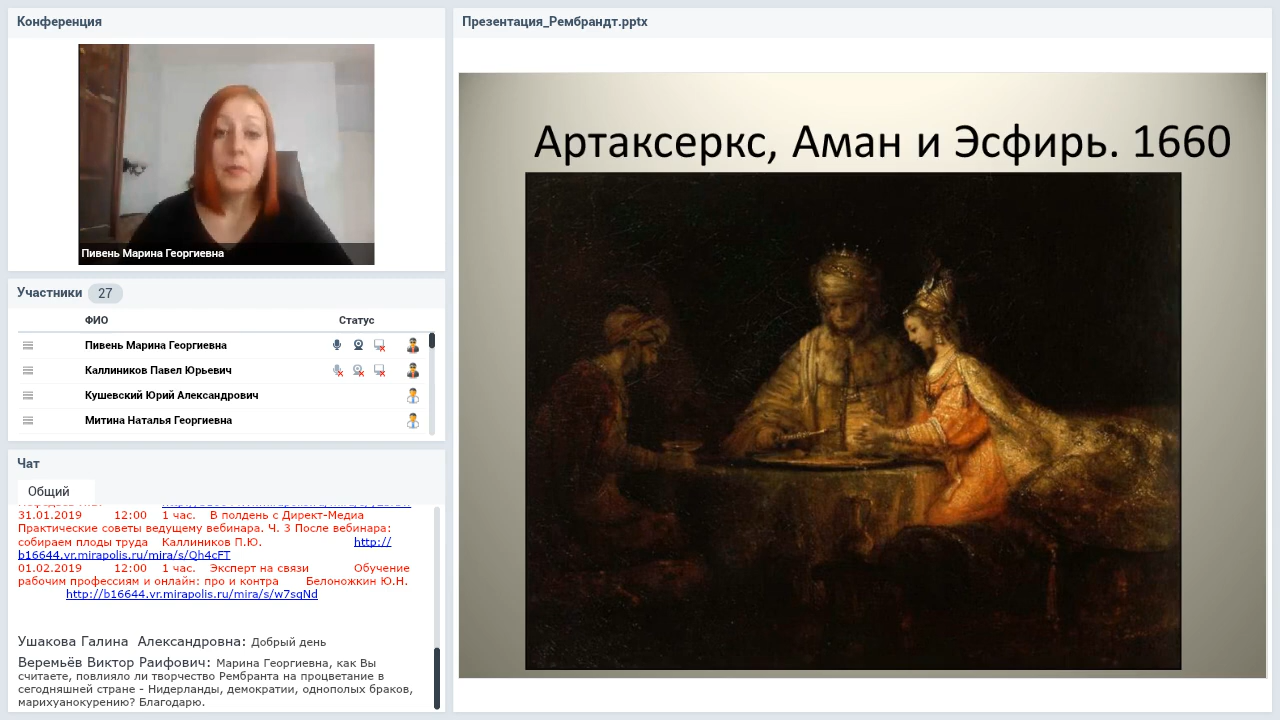 Конференция
Пивень Марина Георгиевна
Участники 27
ФИО Статус
Пивень Марина Георгиевна
Каллиников Павел Юрьевич
Кушевский Юрий Александрович
Митина Наталья Георгиевна
Чат
Общий
31.01.2019 12:00 1 час. В полдень с Директ-Медиа
Практические советы ведущему вебинара. Ч. 3 После вебинара:
собираем плоды труда Каллиников П.Ю. http://
b16644.vr.mirapolis.ru/mira/s/Qh4cFT
01.02.2019 12:00 1 час. Эксперт на связи Обучение
рабочим профессиям и онлайн: про и контра Белоножкин Ю.Н.
http://b16644.vr.mirapolis.ru/mira/s/w7sqNd
Ушакова Галина Александровна: Добрый день
Веремьёв Виктор Раифович: Марина Георгиевна, как Вы
считаете, повлияло ли творчество Рембранта на процветание в
сегодняшней стране - Нидерланды, демократии, однополых браков,
марихуанокурению? Благодарю.
Презентация_Рембрандт.pptx
Артаксеркс, Аман и Эсфирь. 1660